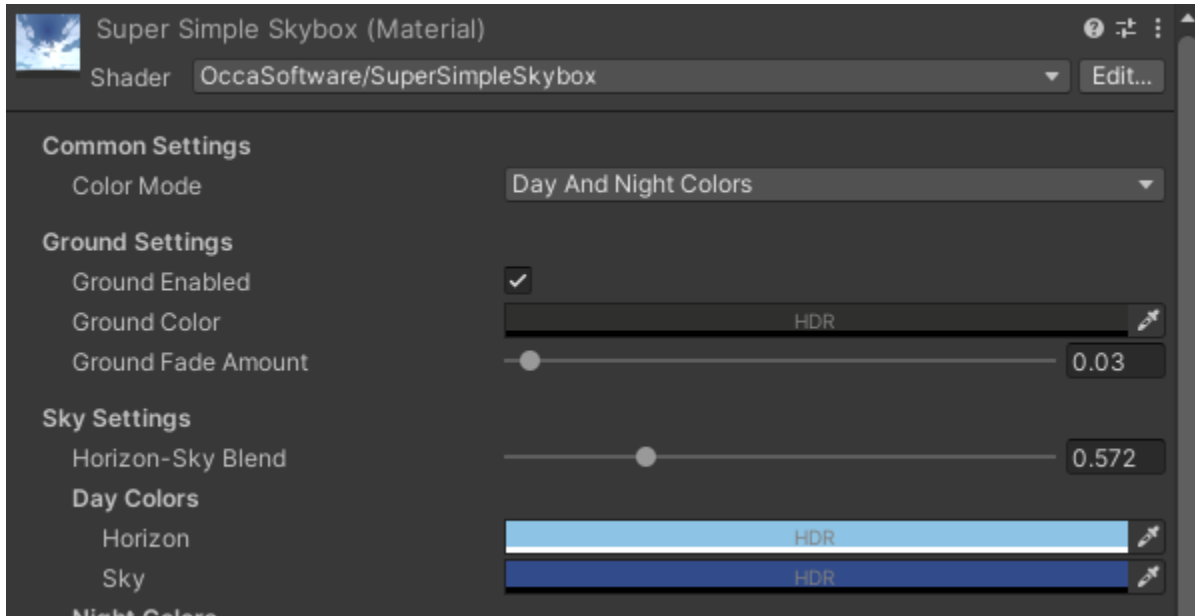 Super Simple Skybox (Material)
Shader OccaSoftware/SuperSimpleSkybox Edit...
Common Settings
Color Mode Day And Night Colors
Ground Settings
Ground Enabled
Ground Color HDR
Ground Fade Amount 0.03
Sky Settings
Horizon-Sky Blend 0.572
Day Colors
Horizon HDR
Sky HDR
Night Colors